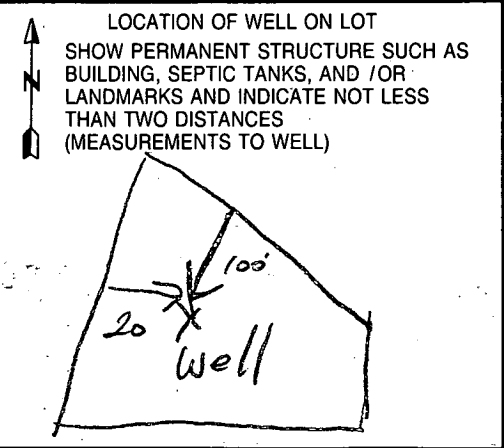 LOCATION OF WELL ON LOT
N
SHOW PERMANENT STRUCTURE SUCH AS
BUILDING, SEPTIC TANKS, AND /OR
LANDMARKS AND INDICATE NOT LESS
THAN TWO DISTANCES
(MEASUREMENTS TO WELL)
100'
20
X
Well